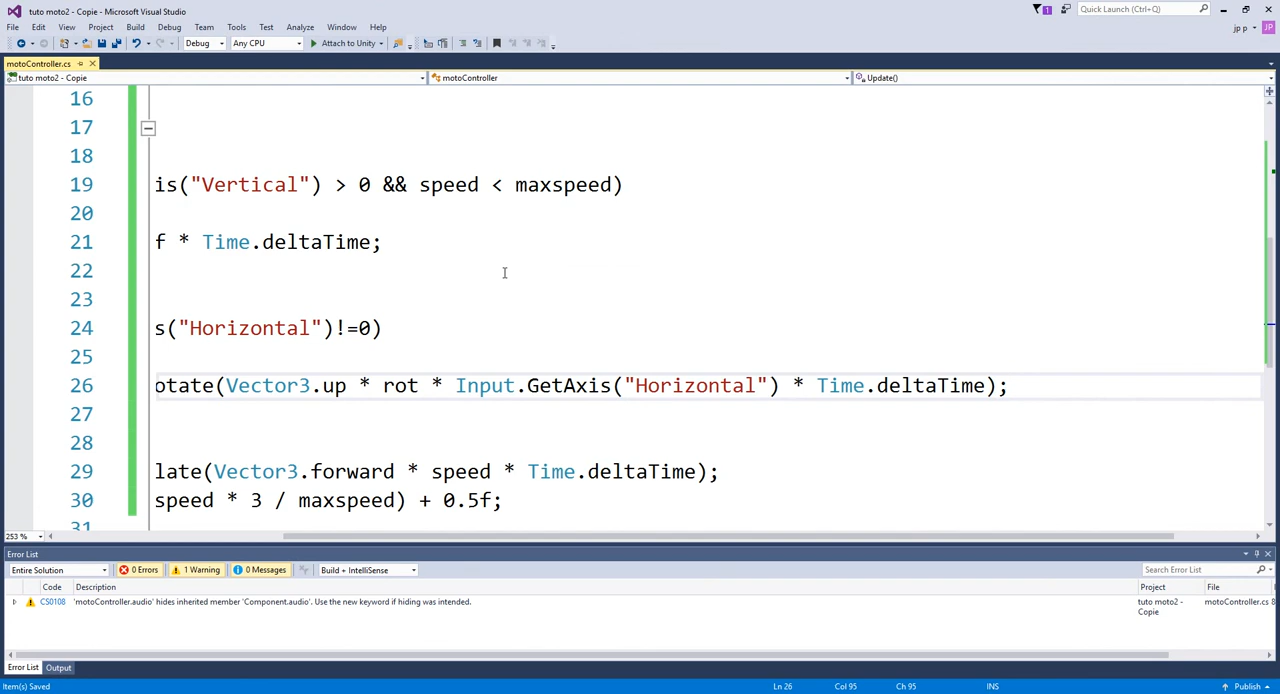 tuto moto2 - Copie - Microsoft Visual Studio
1
Quick Launch (Ctrl+Q)
File Edit View Project Build Debug Team Tools Test Analyze Window Help
jp p
JP
Debug Any CPU Attach to Unity
motoController.cs
tuto moto2 - Copie motoController Update()
16
17
18
19 is("Vertical") > 0 && speed < maxspeed)
20
21 f * Time.deltaTime;
22
23
24 s("Horizontal")!=0)
25
26 otate(Vector3.up * rot * Input.GetAxis("Horizontal") * Time.deltaTime);
27
28
29 late(Vector3.forward * speed * Time.deltaTime);
30 speed * 3 / maxspeed) + 0.5f;
31
253 %
Error List
Entire Solution 0 Errors 1 Warning 0 Messages Build + IntelliSense Search Error List
Code Description Project File
CS0108 'motoController.audio' hides inherited member 'Component.audio'. Use the new keyword if hiding was intended. tuto moto2 - Copie motoController.cs 8
Error List Output
Item(s) Saved Ln 26 Col 95 Ch 95 INS Publish